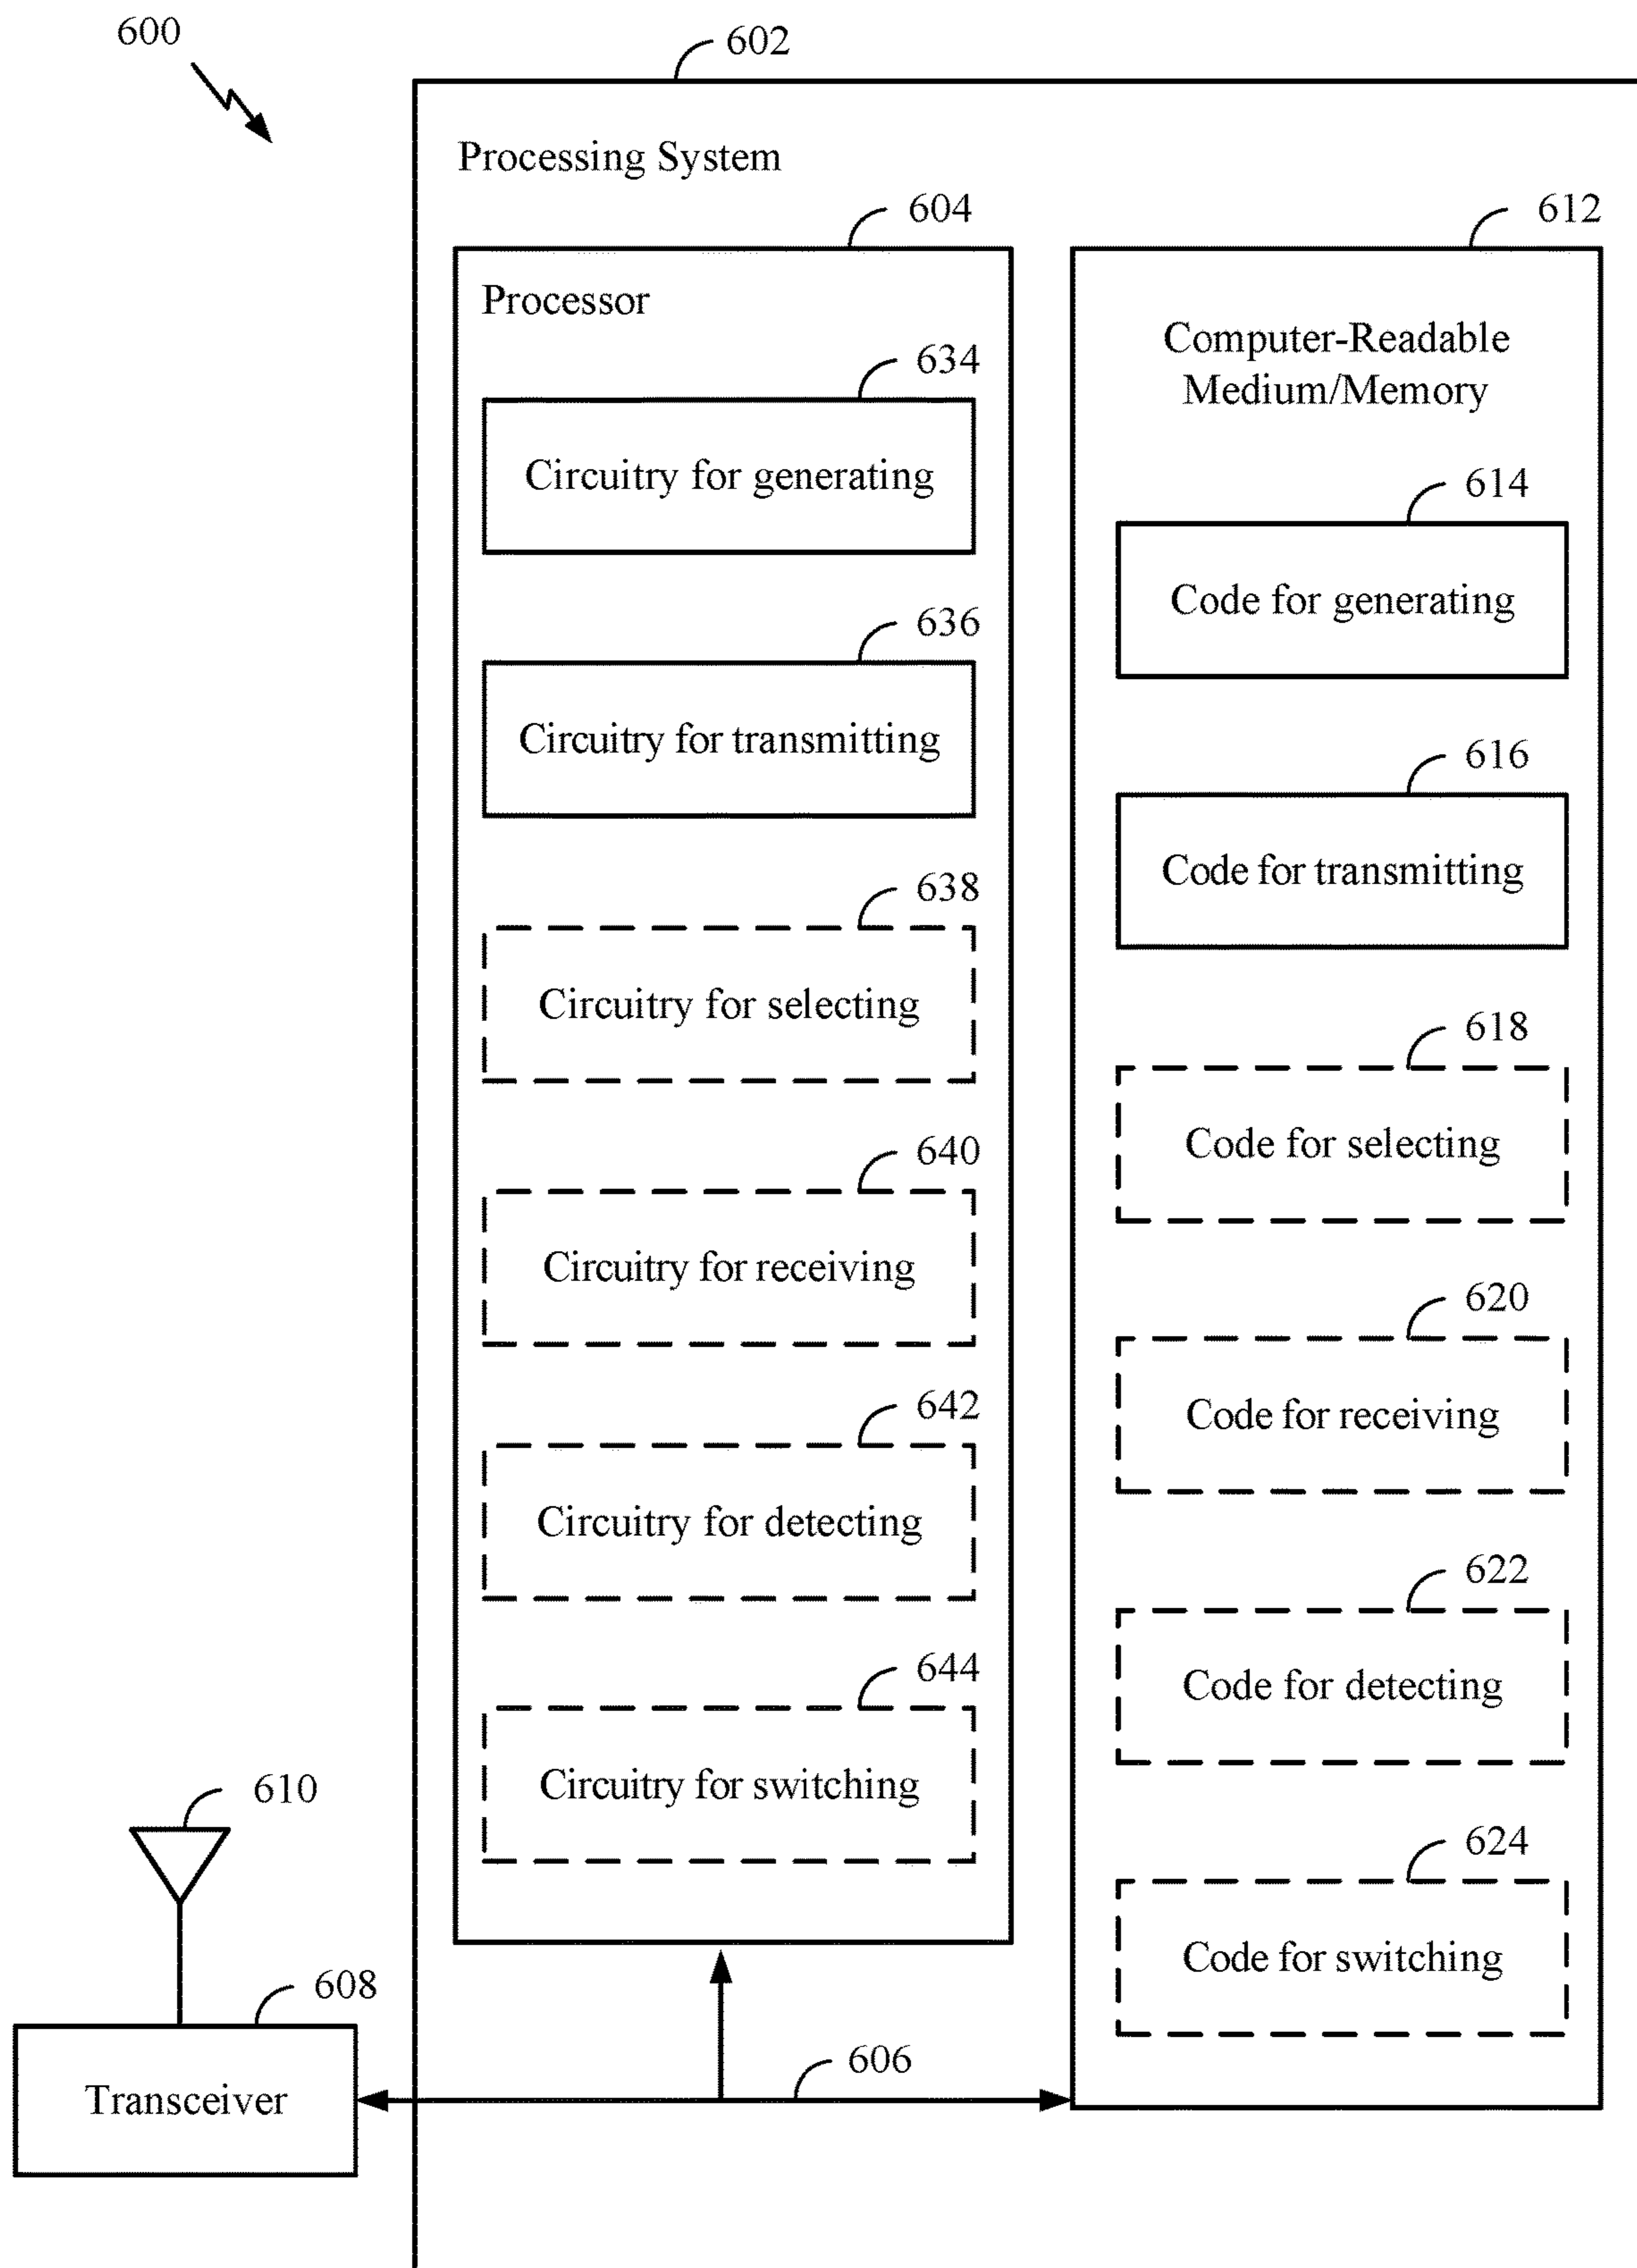 600
602
Processing System
604
Processor
634
Circuitry for generating
636
Circuitry for transmitting
638
Circuitry for selecting
640
Circuitry for receiving
642
Circuitry for detecting
644
Circuitry for switching
612
Computer-Readable
Medium/Memory
614
Code for generating
616
Code for transmitting
618
Code for selecting
620
Code for receiving
622
Code for detecting
624
Code for switching
610
608
Transceiver
606